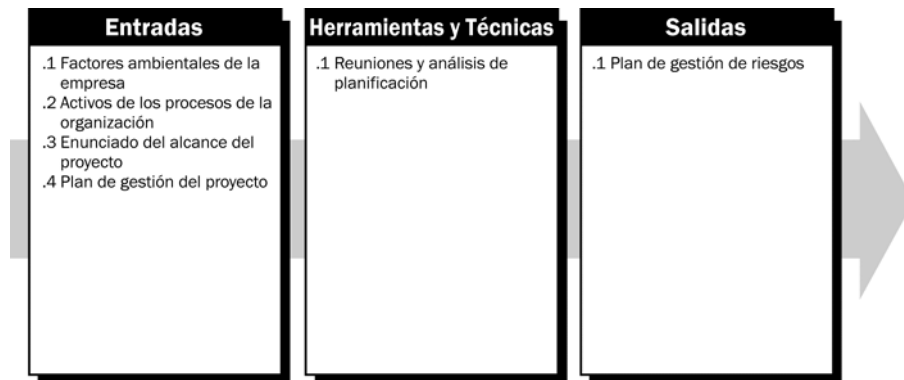 Entradas
.1 Factores ambientales de la
empresa
.2 Activos de los procesos de la
organización
.3 Enunciado del alcance del
proyecto
.4 Plan de gestión del proyecto
Herramientas y Técnicas
.1 Reuniones y análisis de
planificación
Salidas
.1 Plan de gestión de riesgos